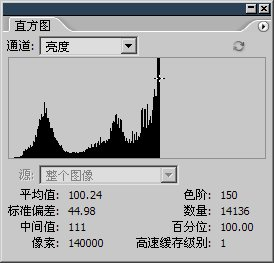 直方图
通道: 亮度
源: 整个图像
平均值: 100.24 色阶: 150
标准偏差: 44.98 数量: 14136
中间值: 111 百分位: 100.00
像素: 140000 高速缓存级别: 1